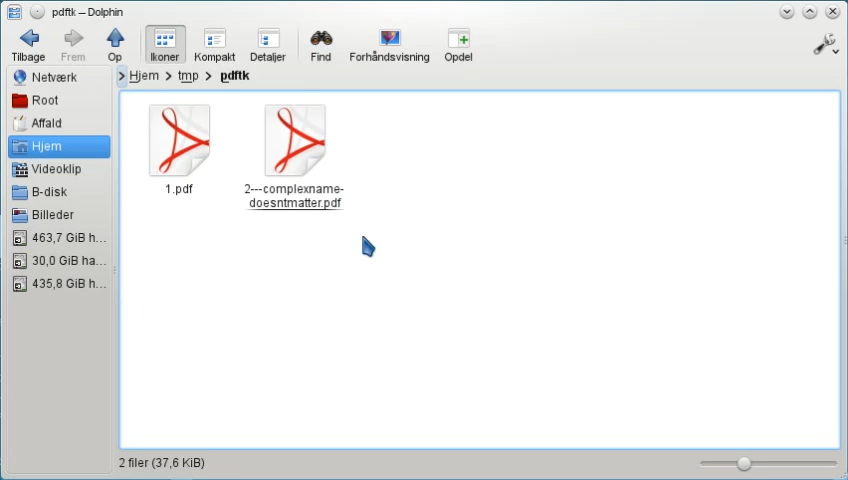 pdftk – Dolphin
Tilbage Frem Op Ikoner Kompakt Detaljer Find Forhåndsvisning Opdel
Hjem tmp pdftk
Netværk
Root
Affald
Hjem
Videoklip
B-disk
Billeder
463,7 GiB h...
30,0 GiB ha...
435,8 GiB h...
1.pdf
2---complexname-
doesntmatter.pdf
2 filer (37,6 KiB)